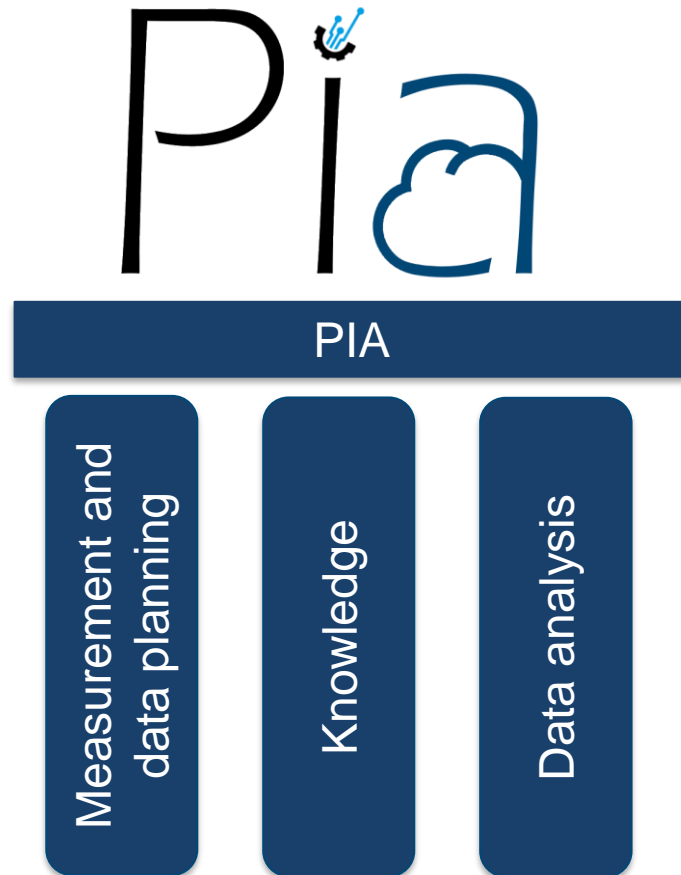 Pia
PIA
Measurement and
data planning
Knowledge
Data analysis